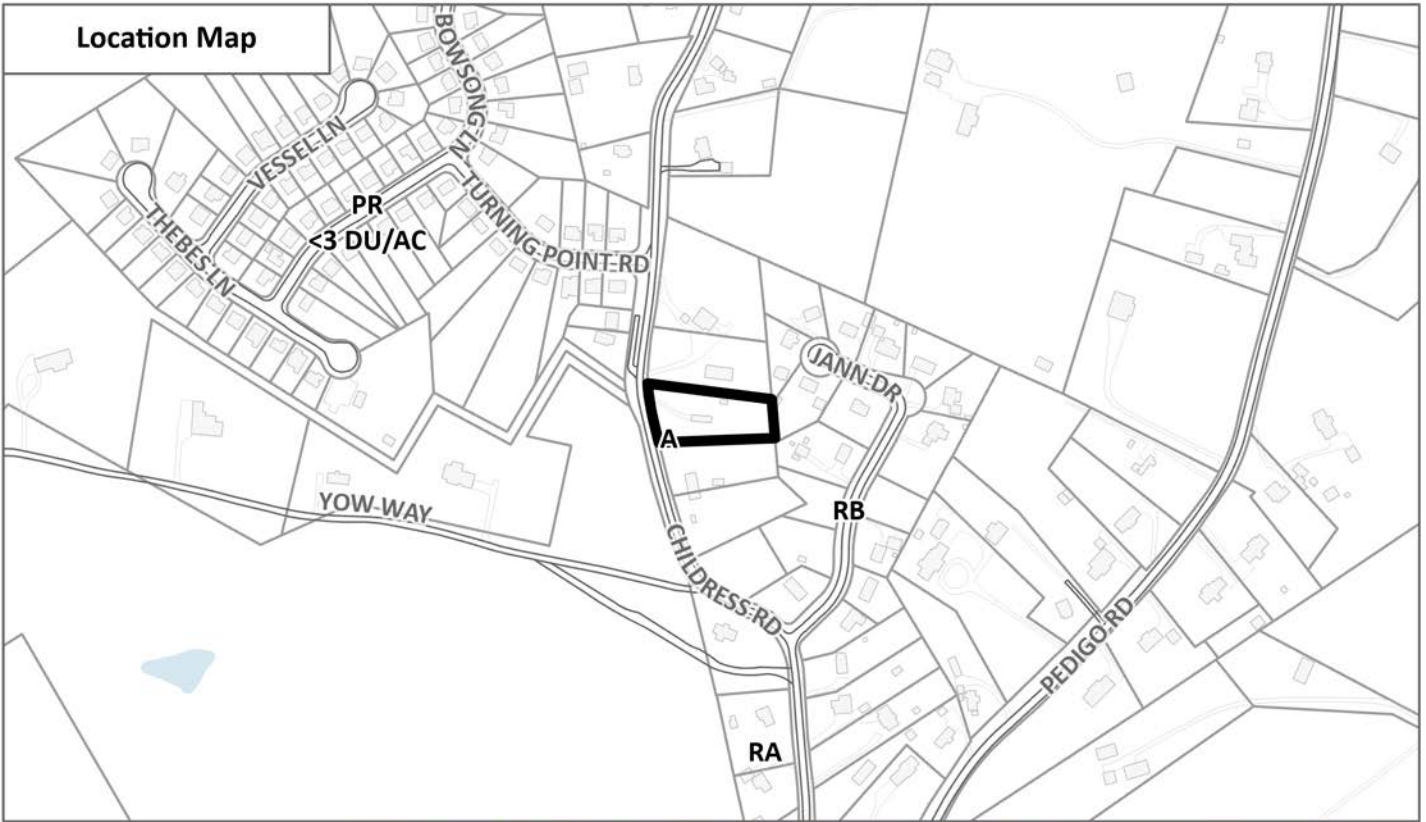 Location Map
BOWSONG LN
VESSEL LN
PR
<3 DU/AC
THEBES LN
TURNING POINT RD
JANN DR
A
YOW WAY
RB
CHILDRESS RD
PEDIGO RD
RA